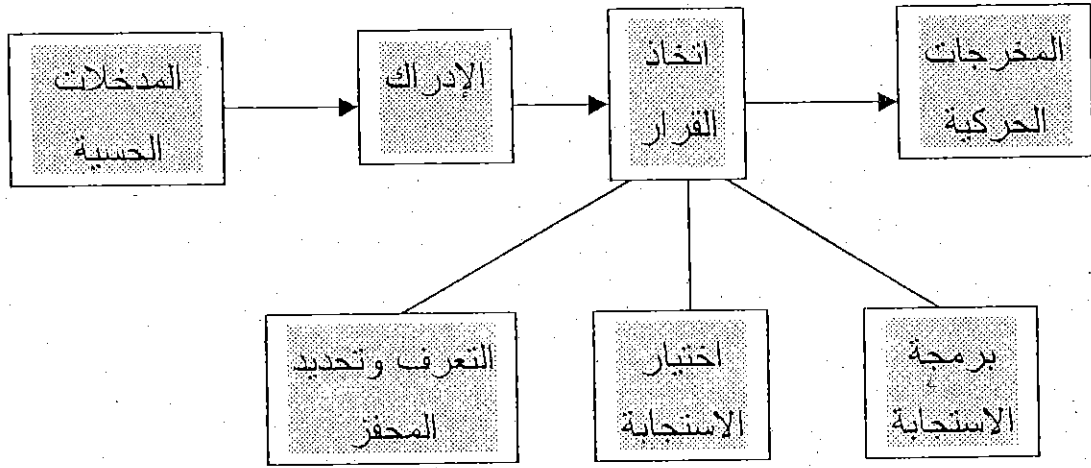 المدخلات
الحسية
الإدراك
اتخاذ
القرار
المخرجات
الحركية
التعرف وتحديد
المحفز
اختيار
الاستجابة
برمجة
الاستجابة